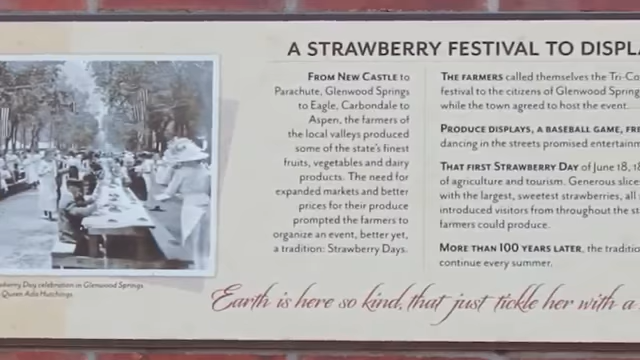 A STRAWBERRY FESTIVAL TO DISPLA
FROM NEW CASTLE to
Parachute, Glenwood Springs
to Eagle, Carbondale to
Aspen, the farmers of
the local valleys produced
some of the state's finest
fruits, vegetables and dairy
products. The need for
expanded markets and better
prices for their produce
prompted the farmers to
organize an event, better yet,
a tradition: Strawberry Days.
THE FARMERS called themselves the Tri-Co
festival to the citizens of Glenwood Spring
while the town agreed to host the event.
PRODUCE DISPLAYS, A BASEBALL GAME, FRE
dancing in the streets promised entertainm
THAT FIRST STRAWBERRY DAY of June 18, 18
of agriculture and tourism. Generous slice
with the largest, sweetest strawberries, all
introduced visitors from throughout the s
farmers could produce.
MORE THAN 100 YEARS LATER, the traditio
continue every summer.
wberry Day celebration in Glenwood Springs
Queen Ada Hutchings
Earth is here so kind, that just tickle her with a